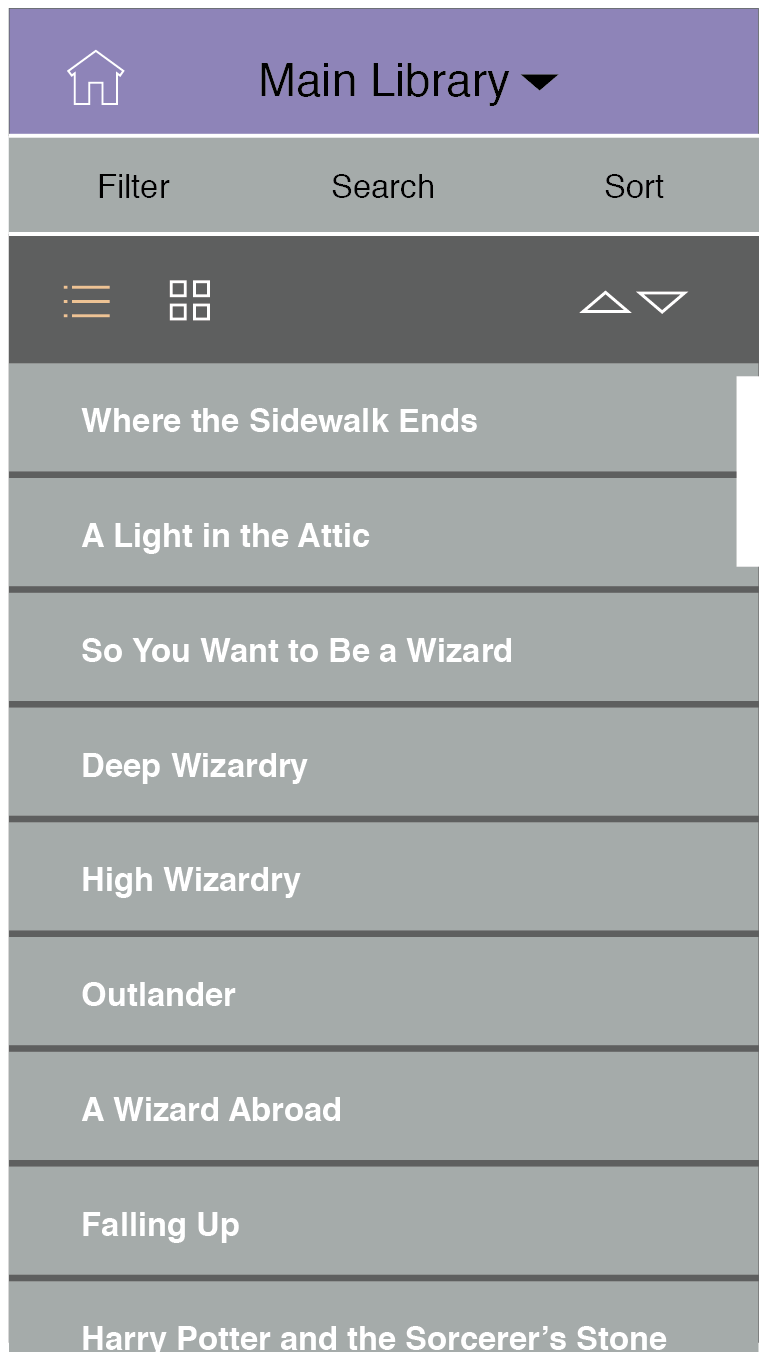 Main Library
Filter Search Sort
Where the Sidewalk Ends
A Light in the Attic
So You Want to Be a Wizard
Deep Wizardry
High Wizardry
Outlander
A Wizard Abroad
Falling Up
Harry Potter and the Sorcerer’s Stone